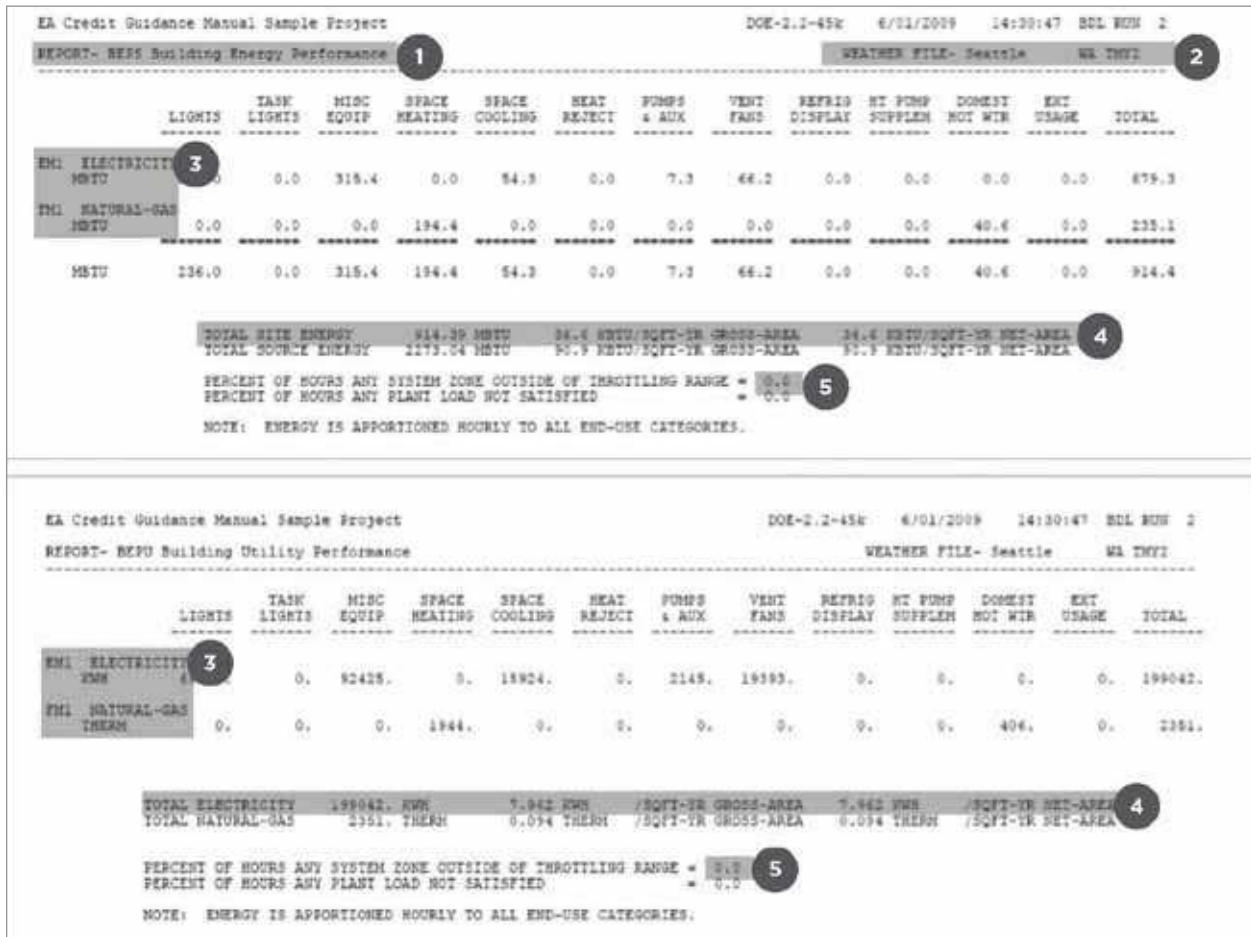 EA Credit Guidance Manual Sample Project DOE-2.2-45k 6/01/2009 14:30:47 BDL RUN 2
REPORT- BEPS Building Energy Performance 1 WEATHER FILE- Seattle WA TMY2 2
TASK MISC SPACE SPACE HEAT PUMPS VENT REFRIG HT PUMP DOMEST EXT
LIGHTS LIGHTS EQUIP HEATING COOLING REJECT & AUX FANS DISPLAY SUPPLEM HOT WTR USAGE TOTAL
EM1 ELECTRICITY 3
MBTU 0.0 315.4 0.0 54.3 0.0 7.3 66.2 0.0 0.0 0.0 0.0 679.3
FM1 NATURAL-GAS
MBTU 0.0 0.0 0.0 194.4 0.0 0.0 0.0 0.0 0.0 0.0 40.6 0.0 235.1
MBTU 236.0 0.0 315.4 194.4 54.3 0.0 7.3 66.2 0.0 0.0 40.6 0.0 914.4
TOTAL SITE ENERGY 914.39 MBTU 36.6 KBTU/SQFT-YR GROSS-AREA 36.6 KBTU/SQFT-YR NET-AREA 4
TOTAL SOURCE ENERGY 2273.04 MBTU 90.9 KBTU/SQFT-YR GROSS-AREA 90.9 KBTU/SQFT-YR NET-AREA
PERCENT OF HOURS ANY SYSTEM ZONE OUTSIDE OF THROTTLING RANGE = 0.0 5
PERCENT OF HOURS ANY PLANT LOAD NOT SATISFIED = 0.0
NOTE: ENERGY IS APPORTIONED HOURLY TO ALL END-USE CATEGORIES.
EA Credit Guidance Manual Sample Project DOE-2.2-45k 6/01/2009 14:30:47 BDL RUN 2
REPORT- BEPU Building Utility Performance WEATHER FILE- Seattle WA TMY2
TASK MISC SPACE SPACE HEAT PUMPS VENT REFRIG HT PUMP DOMEST EXT
LIGHTS LIGHTS EQUIP HEATING COOLING REJECT & AUX FANS DISPLAY SUPPLEM HOT WTR USAGE TOTAL
EM1 ELECTRICITY 3
KWH 0. 92425. 0. 15924. 0. 2145. 19393. 0. 0. 0. 0. 199042.
FM1 NATURAL-GAS
THERM 0. 0. 0. 1944. 0. 0. 0. 0. 0. 0. 406. 0. 2351.
TOTAL ELECTRICITY 199042. KWH 7.962 KWH /SQFT-YR GROSS-AREA 7.962 KWH /SQFT-YR NET-AREA 4
TOTAL NATURAL-GAS 2351. THERM 0.094 THERM /SQFT-YR GROSS-AREA 0.094 THERM /SQFT-YR NET-AREA
PERCENT OF HOURS ANY SYSTEM ZONE OUTSIDE OF THROTTLING RANGE = 0.0 5
PERCENT OF HOURS ANY PLANT LOAD NOT SATISFIED = 0.0
NOTE: ENERGY IS APPORTIONED HOURLY TO ALL END-USE CATEGORIES.